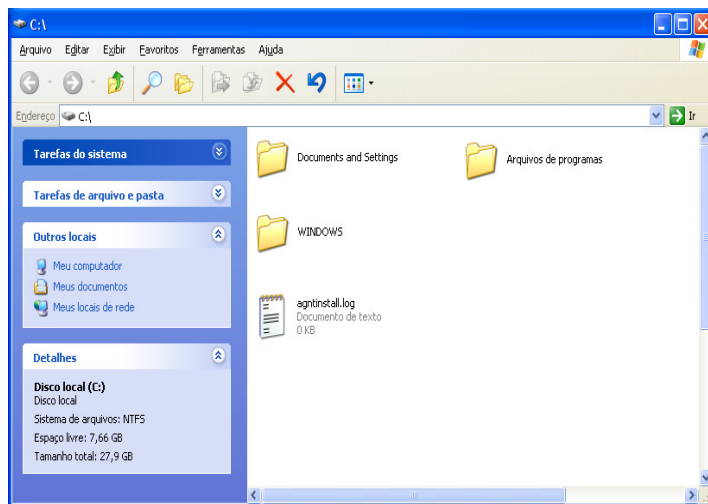 C:\
Arquivo Editar Exibir Favoritos Ferramentas Ajuda
Endereço C:\ Ir
Tarefas do sistema
Tarefas de arquivo e pasta
Outros locais
Meu computador
Meus documentos
Meus locais de rede
Detalhes
Disco local (C:)
Disco local
Sistema de arquivos: NTFS
Espaço livre: 7,66 GB
Tamanho total: 27,9 GB
Documents and Settings
Arquivos de programas
WINDOWS
agntinstall.log
Documento de texto
0 KB